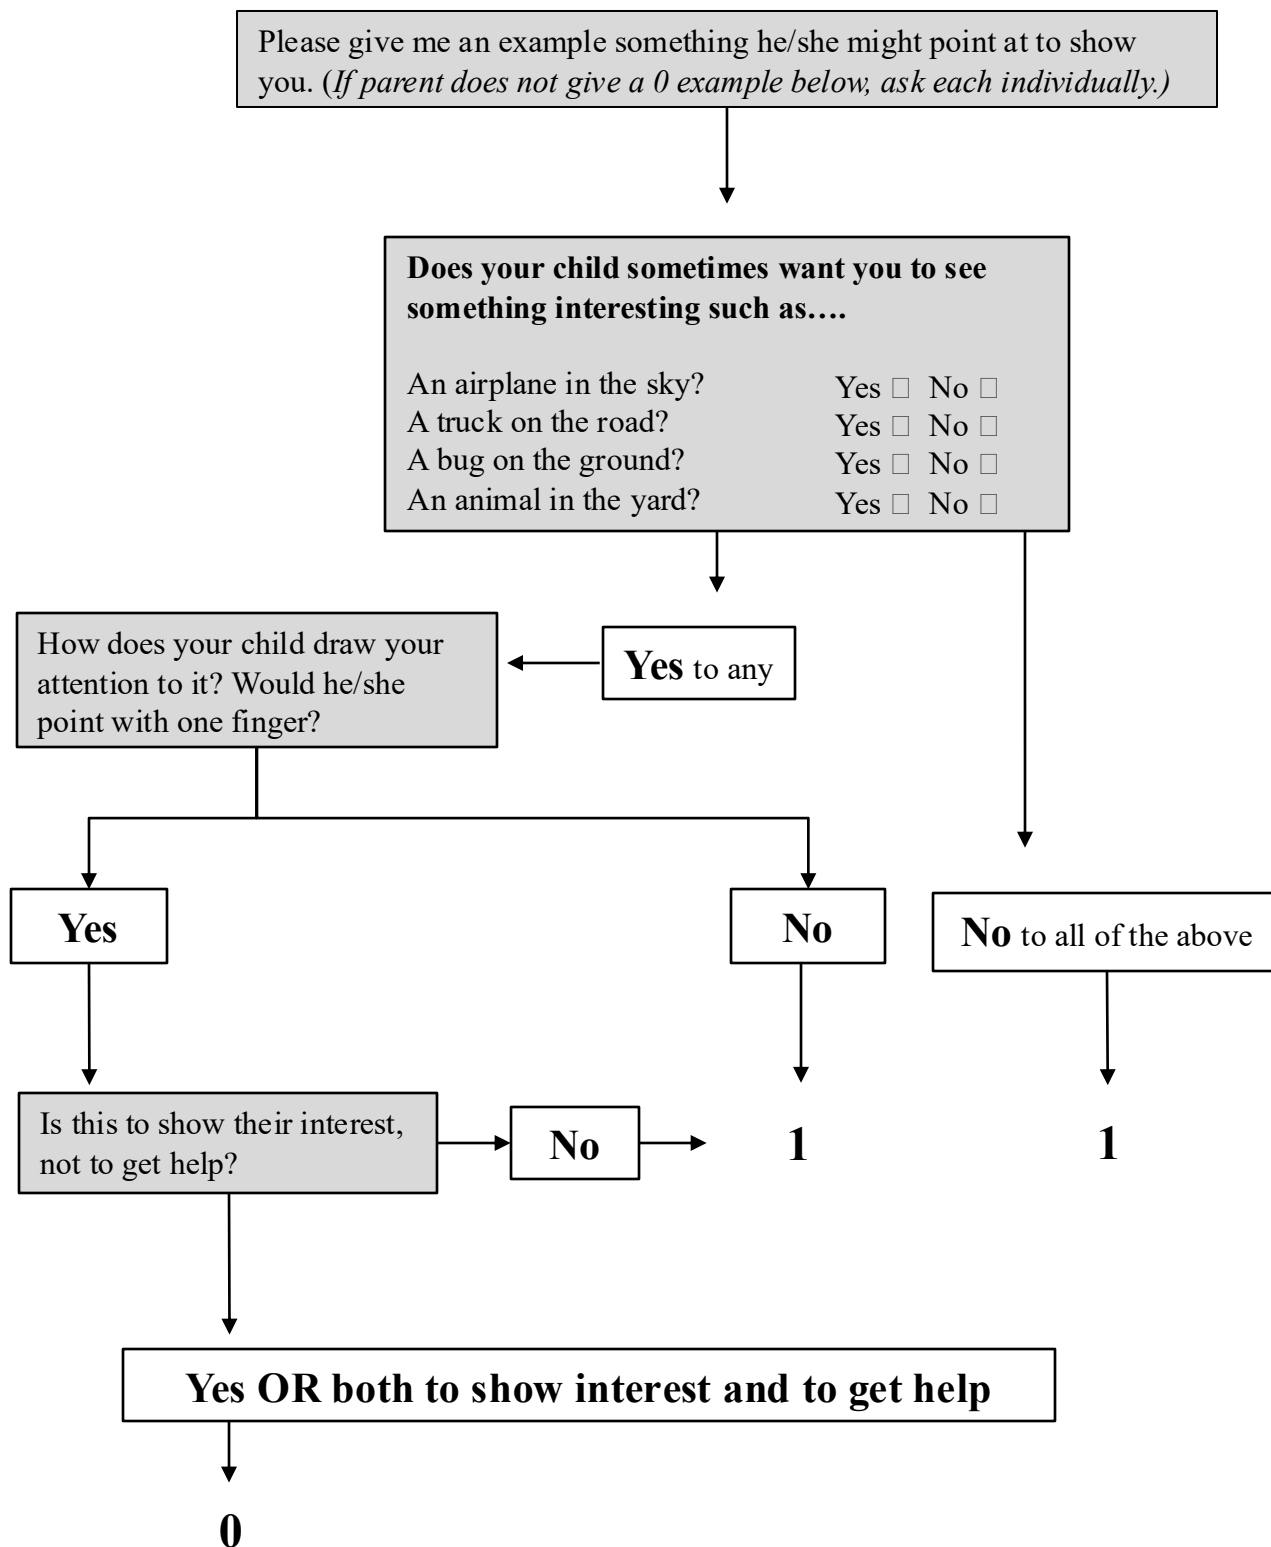 Please give me an example something he/she might point at to show
you. (If parent does not give a 0 example below, ask each individually.)
Does your child sometimes want you to see
something interesting such as….
An airplane in the sky? Yes □ No □
A truck on the road? Yes □ No □
A bug on the ground? Yes □ No □
An animal in the yard? Yes □ No □
How does your child draw your
attention to it? Would he/she
point with one finger?
Yes to any
Yes
No
No to all of the above
Is this to show their interest,
not to get help?
No
1
1
Yes OR both to show interest and to get help
0